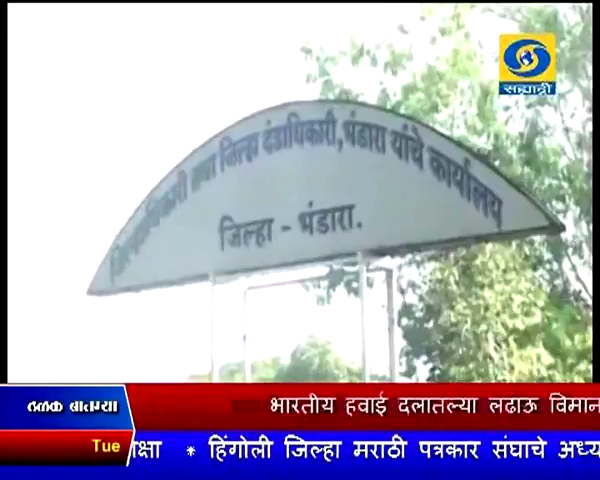 सह्याद्री
जिल्हाधिकारी तथा जिल्हा दंडाधिकारी, भंडारा यांचे कार्यालय
जिल्हा - भंडारा.
ठळक बातम्या
भारतीय हवाई दलातल्या लढाऊ विमान
Tue
क्षा * हिंगोली जिल्हा मराठी पत्रकार संघाचे अध्य